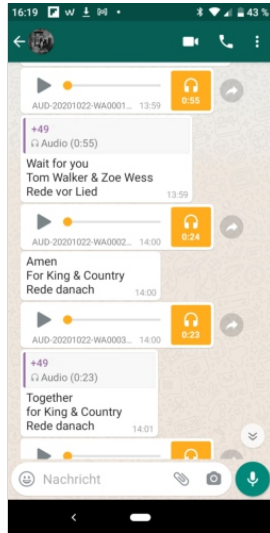 16:19
43 %
0:55
AUD-20201022-WA0001... 13:59
+49
Audio (0:55)
Wait for you
Tom Walker & Zoe Wess
Rede vor Lied
13:59
0:24
AUD-20201022-WA0002... 14:00
Amen
For King & Country
Rede danach
14:00
0:23
AUD-20201022-WA0003... 14:00
+49
Audio (0:23)
Together
for King & Country
Rede danach
14:01
Nachricht